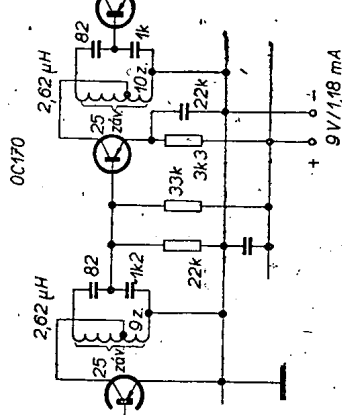 OC170
2,62 µH
82
1k
10 z.
25
záv.
22k
3k3
33k
22k
2,62 µH
82
1k2
9 z.
25
záv.
−
+
9V/1,18 mA